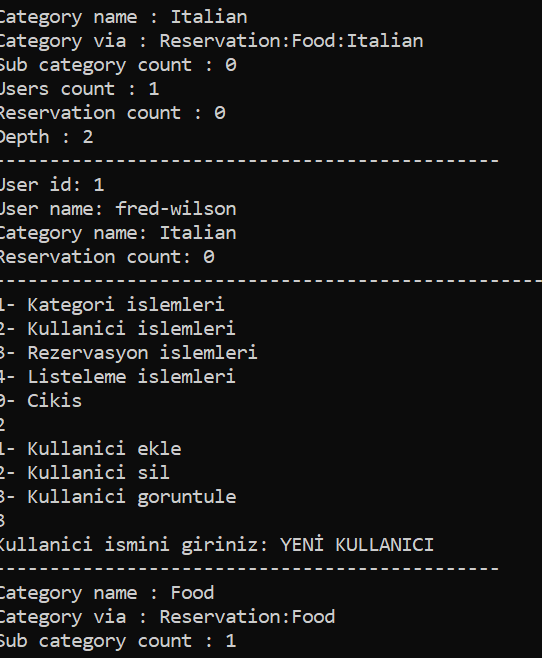 Category name : Italian
Category via : Reservation:Food:Italian
Sub category count : 0
Users count : 1
Reservation count : 0
Depth : 2
----------------------------------------------
User id: 1
User name: fred-wilson
Category name: Italian
Reservation count: 0
--------------------------------------------------
1- Kategori islemleri
2- Kullanici islemleri
3- Rezervasyon islemleri
4- Listeleme islemleri
0- Cikis
2
1- Kullanici ekle
2- Kullanici sil
3- Kullanici goruntule
3
Kullanici ismini giriniz: YENİ KULLANICI
----------------------------------------------
Category name : Food
Category via : Reservation:Food
Sub category count : 1